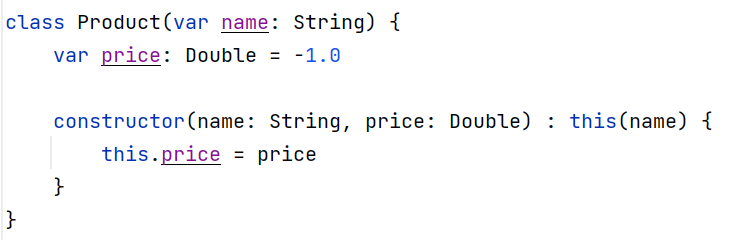 class Product(var name: String) {
    var price: Double = -1.0

    constructor(name: String, price: Double) : this(name) {
        this.price = price
    }
}